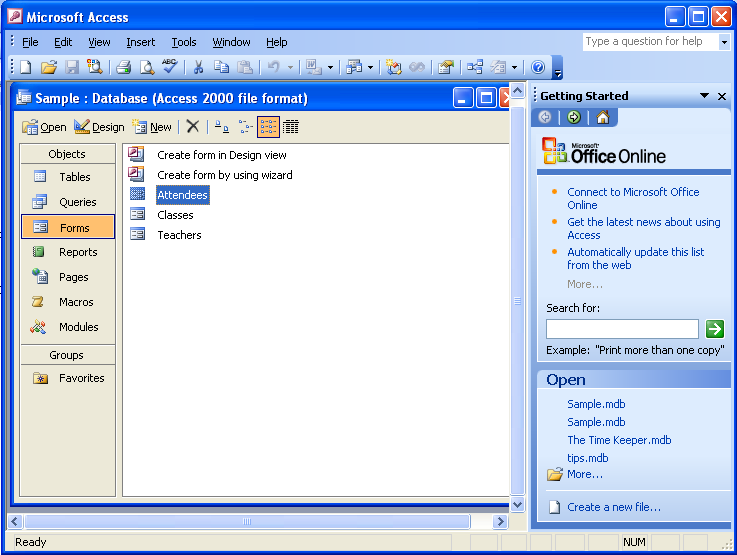 Microsoft Access
File Edit View Insert Tools Window Help
Type a question for help
Sample : Database (Access 2000 file format)
Open Design New
Objects
Tables
Queries
Forms
Reports
Pages
Macros
Modules
Groups
Favorites
Create form in Design view
Create form by using wizard
Attendees
Classes
Teachers
Getting Started
Microsoft
Office Online
Connect to Microsoft Office
Online
Get the latest news about using
Access
Automatically update this list
from the web
More...
Search for:
Example: "Print more than one copy"
Open
Sample.mdb
Sample.mdb
The Time Keeper.mdb
tips.mdb
More...
Create a new file...
Ready
NUM